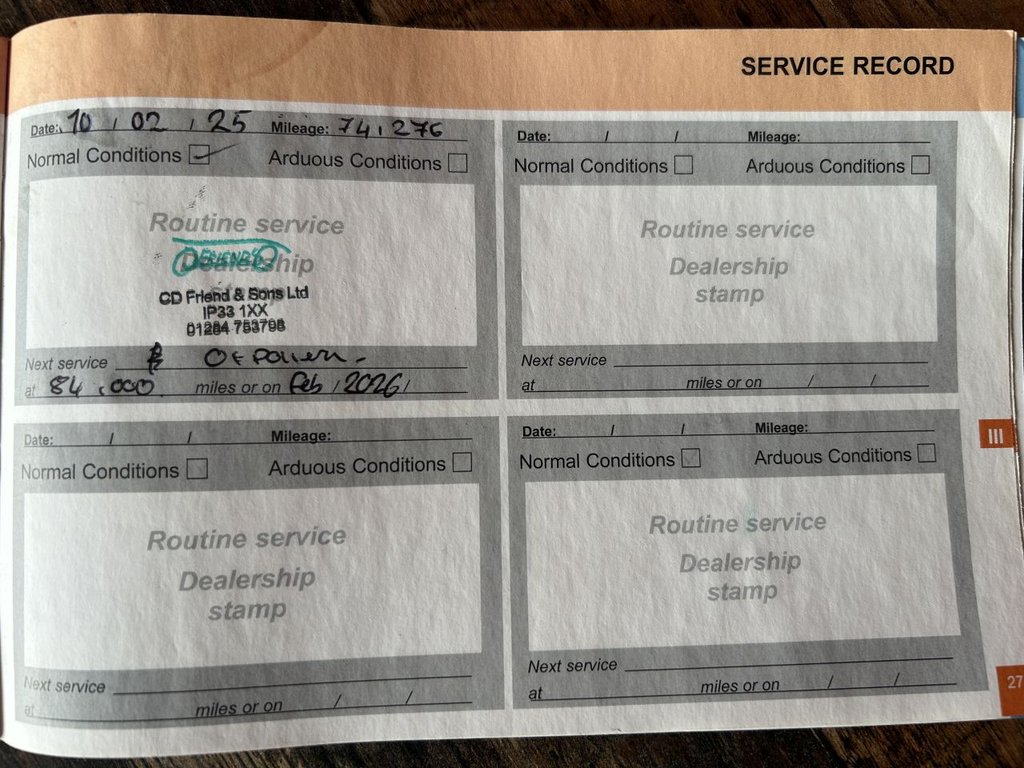 SERVICE RECORD
Date: 10 / 02 / 25 Mileage: 74,276
Normal Conditions Arduous Conditions
Routine service
Dealership
CD Friend & Sons Ltd
IP33 1XX
01284 753798
Next service
at 84,000 miles or on Feb / 2026 /
Date: / / Mileage:
Normal Conditions Arduous Conditions
Routine service
Dealership
stamp
Next service
at miles or on / /
Date: / / Mileage:
Normal Conditions Arduous Conditions
Routine service
Dealership
stamp
Next service
at miles or on / /
Date: / / Mileage:
Normal Conditions Arduous Conditions
Routine service
Dealership
stamp
Next service
at miles or on / /
III
27